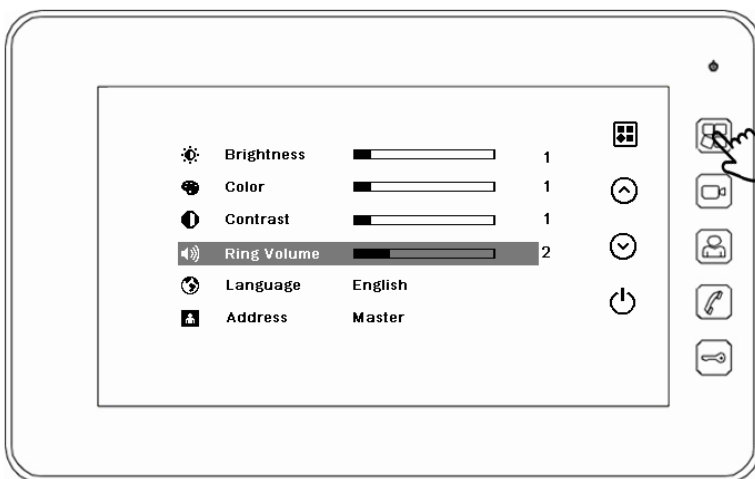 Brightness 1
Color 1
Contrast 1
Ring Volume 2
Language English
Address Master